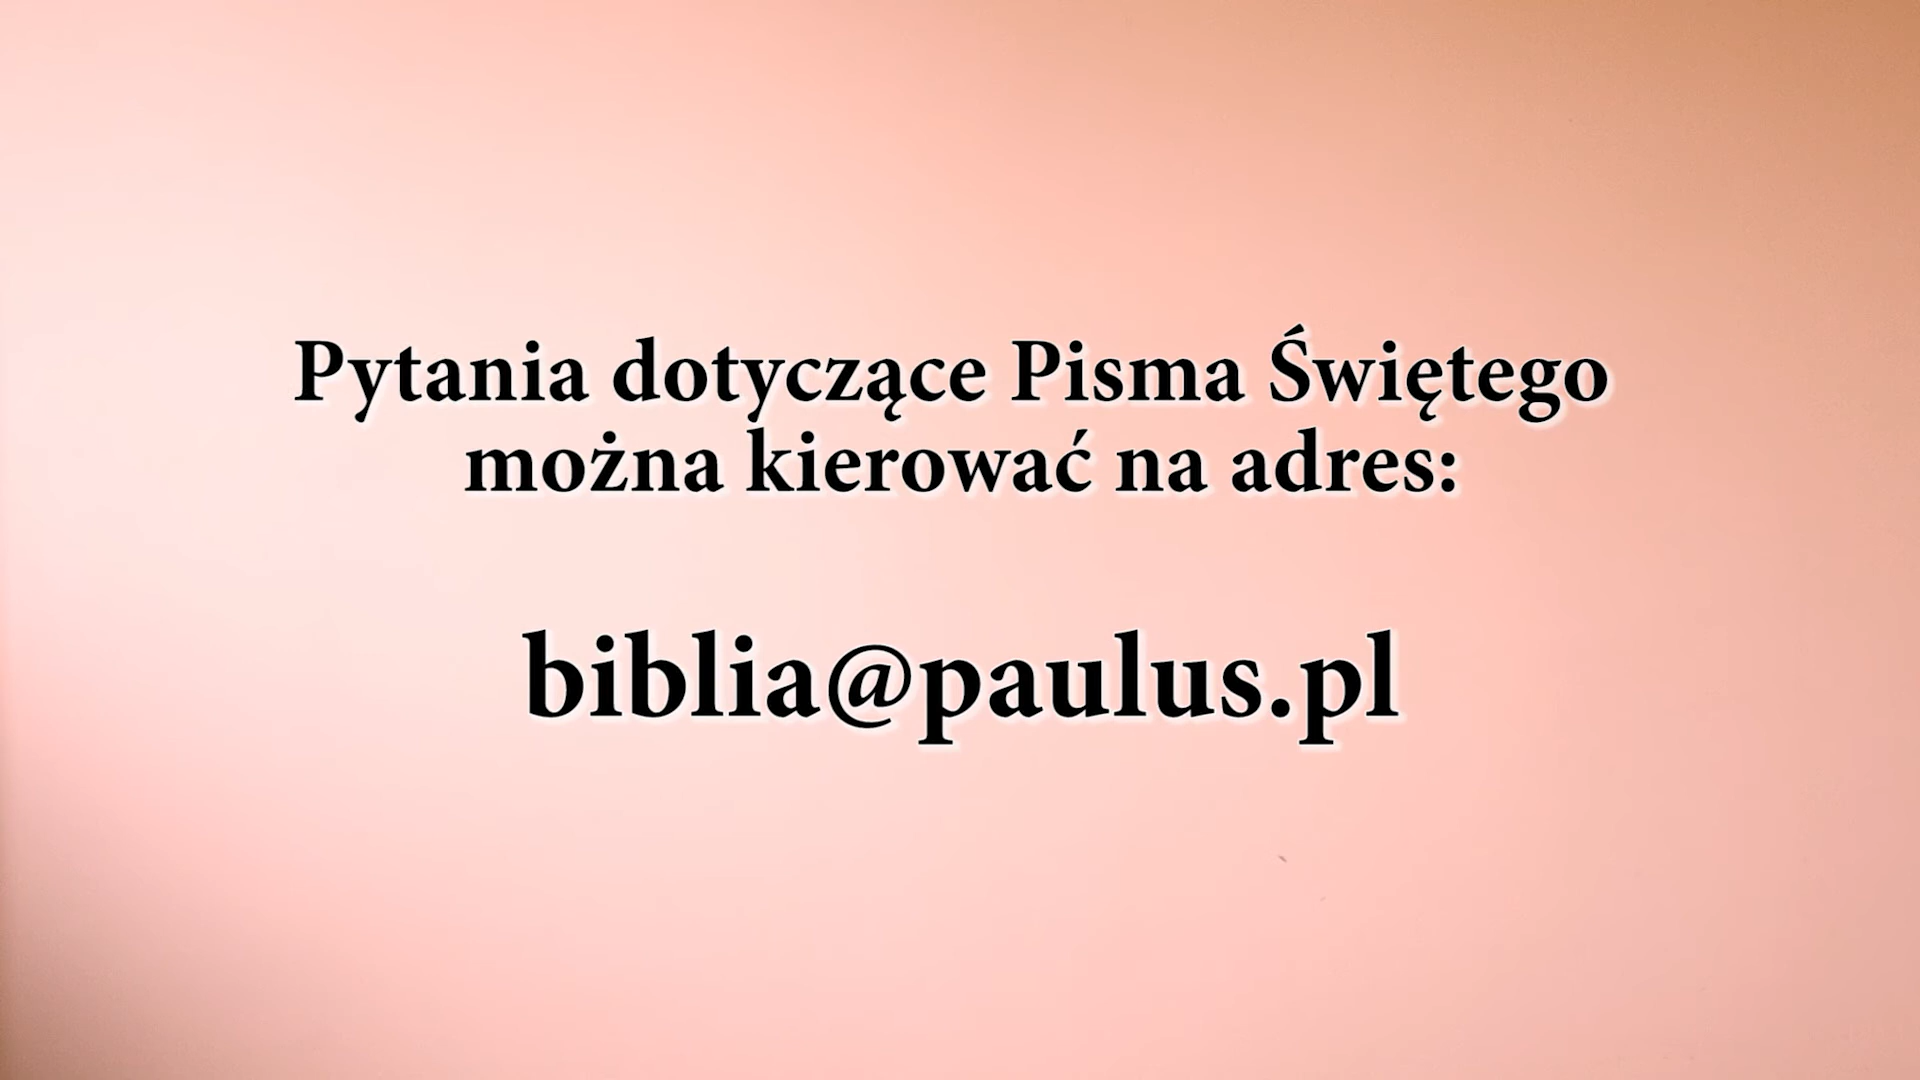 Pytania dotyczące Pisma Świętego
można kierować na adres:
biblia@paulus.pl